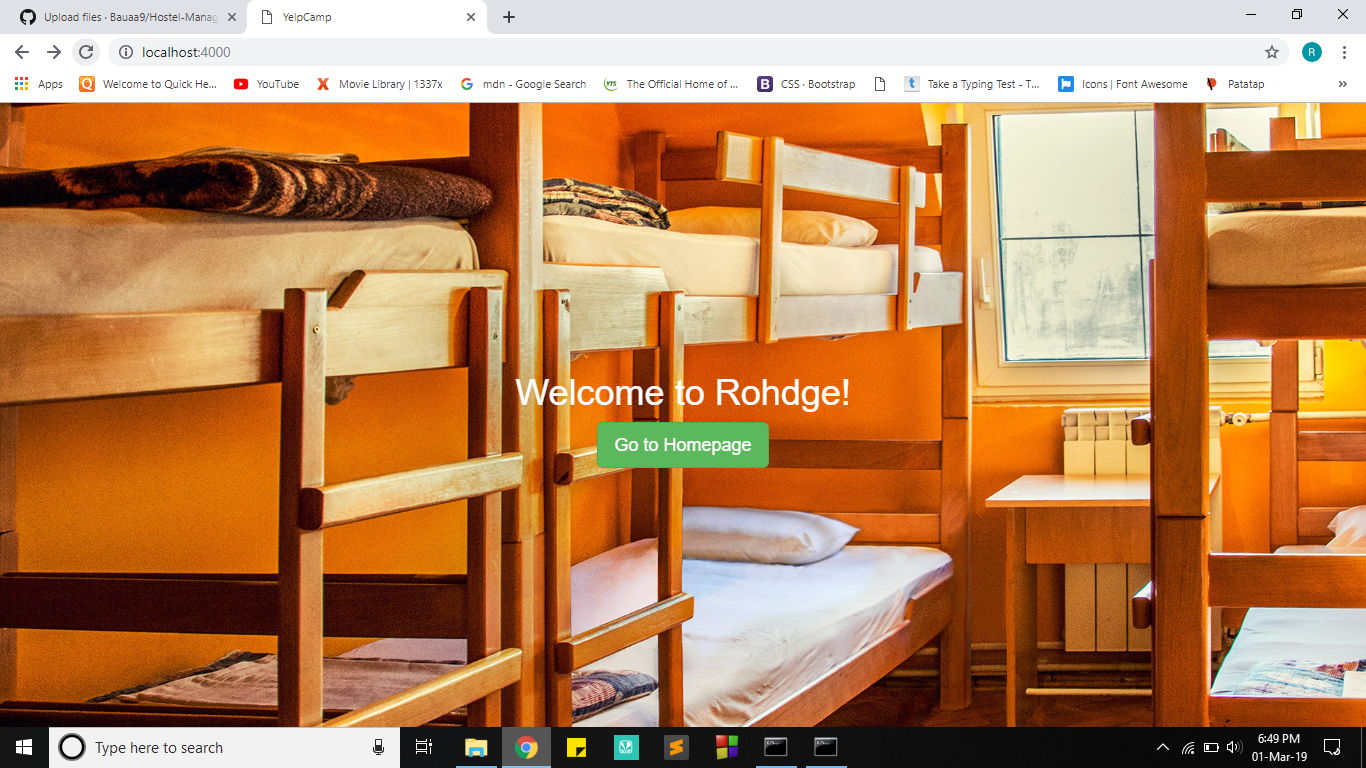 Upload files · Bauaa9/Hostel-Manag
YelpCamp
localhost:4000
R
Apps
Welcome to Quick He...
YouTube
Movie Library | 1337x
mdn - Google Search
The Official Home of ...
CSS · Bootstrap
Take a Typing Test - T...
Icons | Font Awesome
Patatap
Welcome to Rohdge!
Go to Homepage
Type here to search
6:49 PM
01-Mar-19